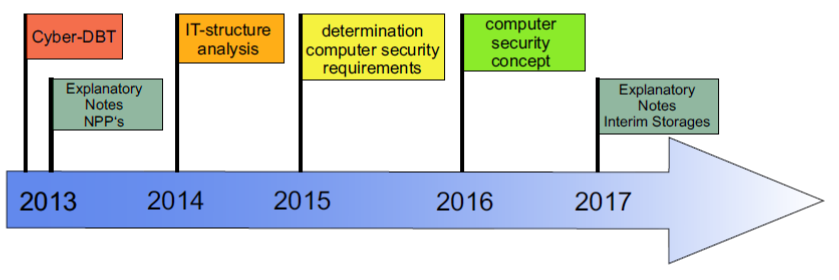 Cyber-DBT
Explanatory
Notes
NPP's
IT-structure
analysis
determination
computer security
requirements
computer
security
concept
Explanatory
Notes
Interim Storages
2013
2014
2015
2016
2017